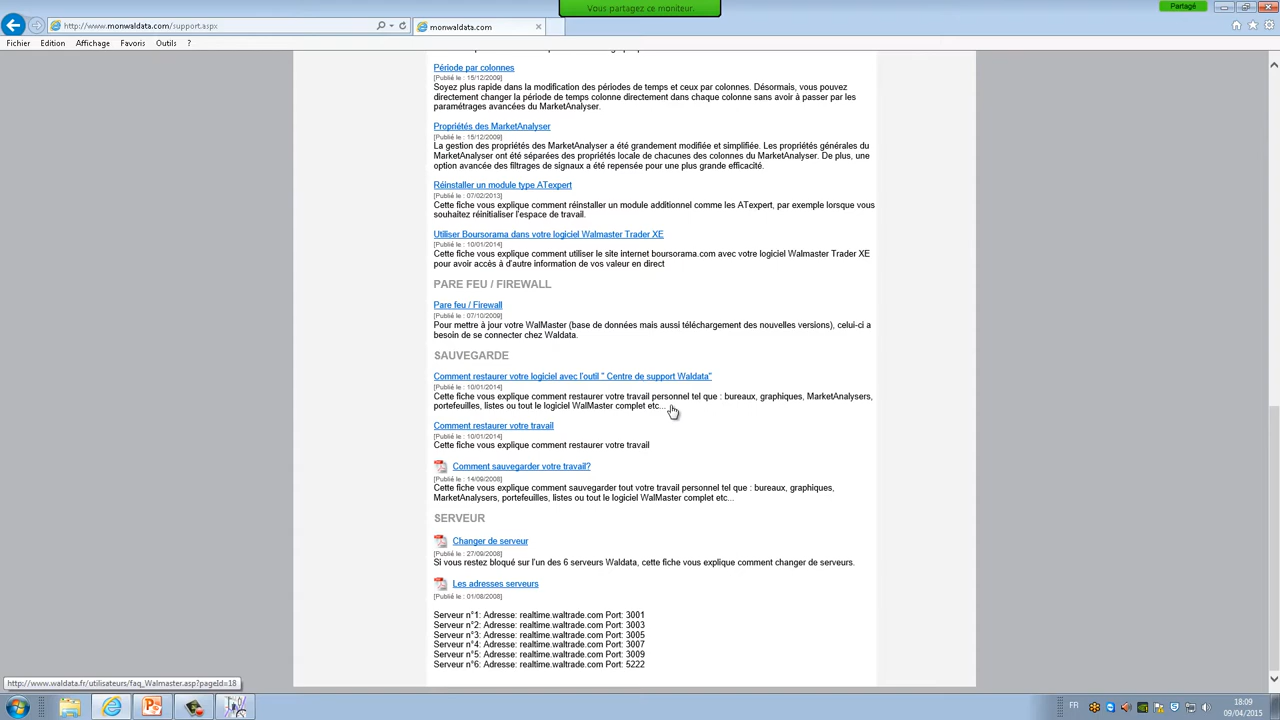 Vous partagez ce moniteur.
Partagé
http://www.monwaldata.com/support.aspx
monwaldata.com
Fichier Edition Affichage Favoris Outils ?
Période par colonnes
[Publié le : 15/12/2009]
Soyez plus rapide dans la modification des périodes de temps et ceux par colonnes. Désormais, vous pouvez
directement changer la période de temps colonne directement dans chaque colonne sans avoir à passer par les
paramétrages avancées du MarketAnalyser.
Propriétés des MarketAnalyser
[Publié le : 15/12/2009]
La gestion des propriétés des MarketAnalyser a été grandement modifiée et simplifiée. Les propriétés générales du
MarketAnalyser ont été séparées des propriétés locale de chacunes des colonnes du MarketAnalyser. De plus, une
option avancée des filtrages de signaux a été repensée pour une plus grande efficacité.
Réinstaller un module type ATexpert
[Publié le : 07/02/2013]
Cette fiche vous explique comment réinstaller un module additionnel comme les ATexpert, par exemple lorsque vous
souhaitez réinitialiser l'espace de travail.
Utiliser Boursorama dans votre logiciel Walmaster Trader XE
[Publié le : 10/01/2014]
Cette fiche vous explique comment utiliser le site internet boursorama.com avec votre logiciel Walmaster Trader XE
pour avoir accès à d'autre information de vos valeur en direct
PARE FEU / FIREWALL
Pare feu / Firewall
[Publié le : 07/10/2009]
Pour mettre à jour votre WalMaster (base de données mais aussi téléchargement des nouvelles versions), celui-ci a
besoin de se connecter chez Waldata.
SAUVEGARDE
Comment restaurer votre logiciel avec l'outil " Centre de support Waldata"
[Publié le : 10/01/2014]
Cette fiche vous explique comment restaurer votre travail personnel tel que : bureaux, graphiques, MarketAnalysers,
portefeuilles, listes ou tout le logiciel WalMaster complet etc...
Comment restaurer votre travail
[Publié le : 10/01/2014]
Cette fiche vous explique comment restaurer votre travail
Comment sauvegarder votre travail?
[Publié le : 14/09/2008]
Cette fiche vous explique comment sauvegarder tout votre travail personnel tel que : bureaux, graphiques,
MarketAnalysers, portefeuilles, listes ou tout le logiciel WalMaster complet etc...
SERVEUR
Changer de serveur
[Publié le : 27/09/2008]
Si vous restez bloqué sur l'un des 6 serveurs Waldata, cette fiche vous explique comment changer de serveurs.
Les adresses serveurs
[Publié le : 01/08/2008]
Serveur n°1: Adresse: realtime.waltrade.com Port: 3001
Serveur n°2: Adresse: realtime.waltrade.com Port: 3003
Serveur n°3: Adresse: realtime.waltrade.com Port: 3005
Serveur n°4: Adresse: realtime.waltrade.com Port: 3007
Serveur n°5: Adresse: realtime.waltrade.com Port: 3009
Serveur n°6: Adresse: realtime.waltrade.com Port: 5222
http://www.waldata.fr/utilisateurs/faq_Walmaster.asp?pageId=18
FR
18:09
09/04/2015